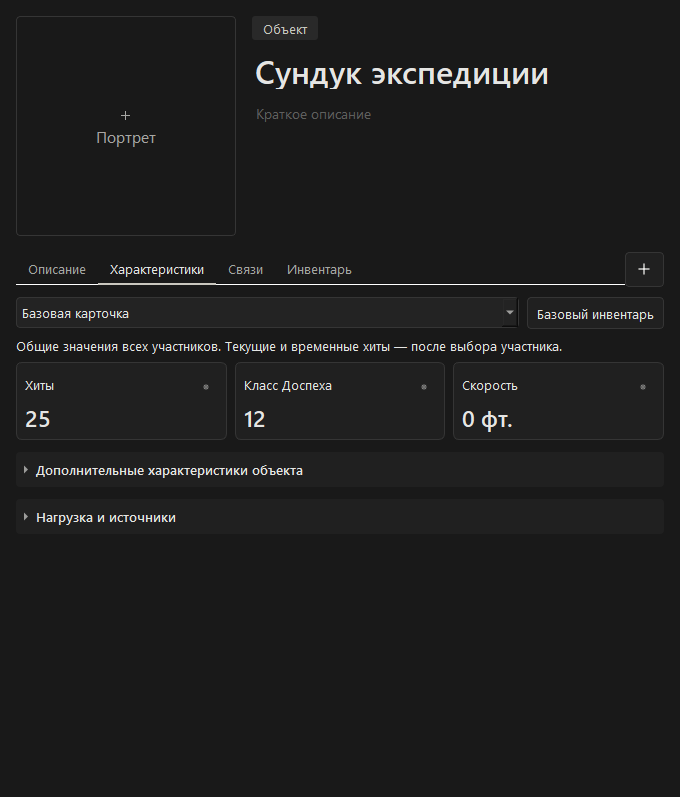 Объект
Сундук экспедиции
Краткое описание
+
Портрет
Описание Характеристики Связи Инвентарь +
Базовая карточка Базовый инвентарь
Общие значения всех участников. Текущие и временные хиты — после выбора участника.
Хиты Класс Доспеха Скорость
25 12 0 фт.
Дополнительные характеристики объекта
Нагрузка и источники